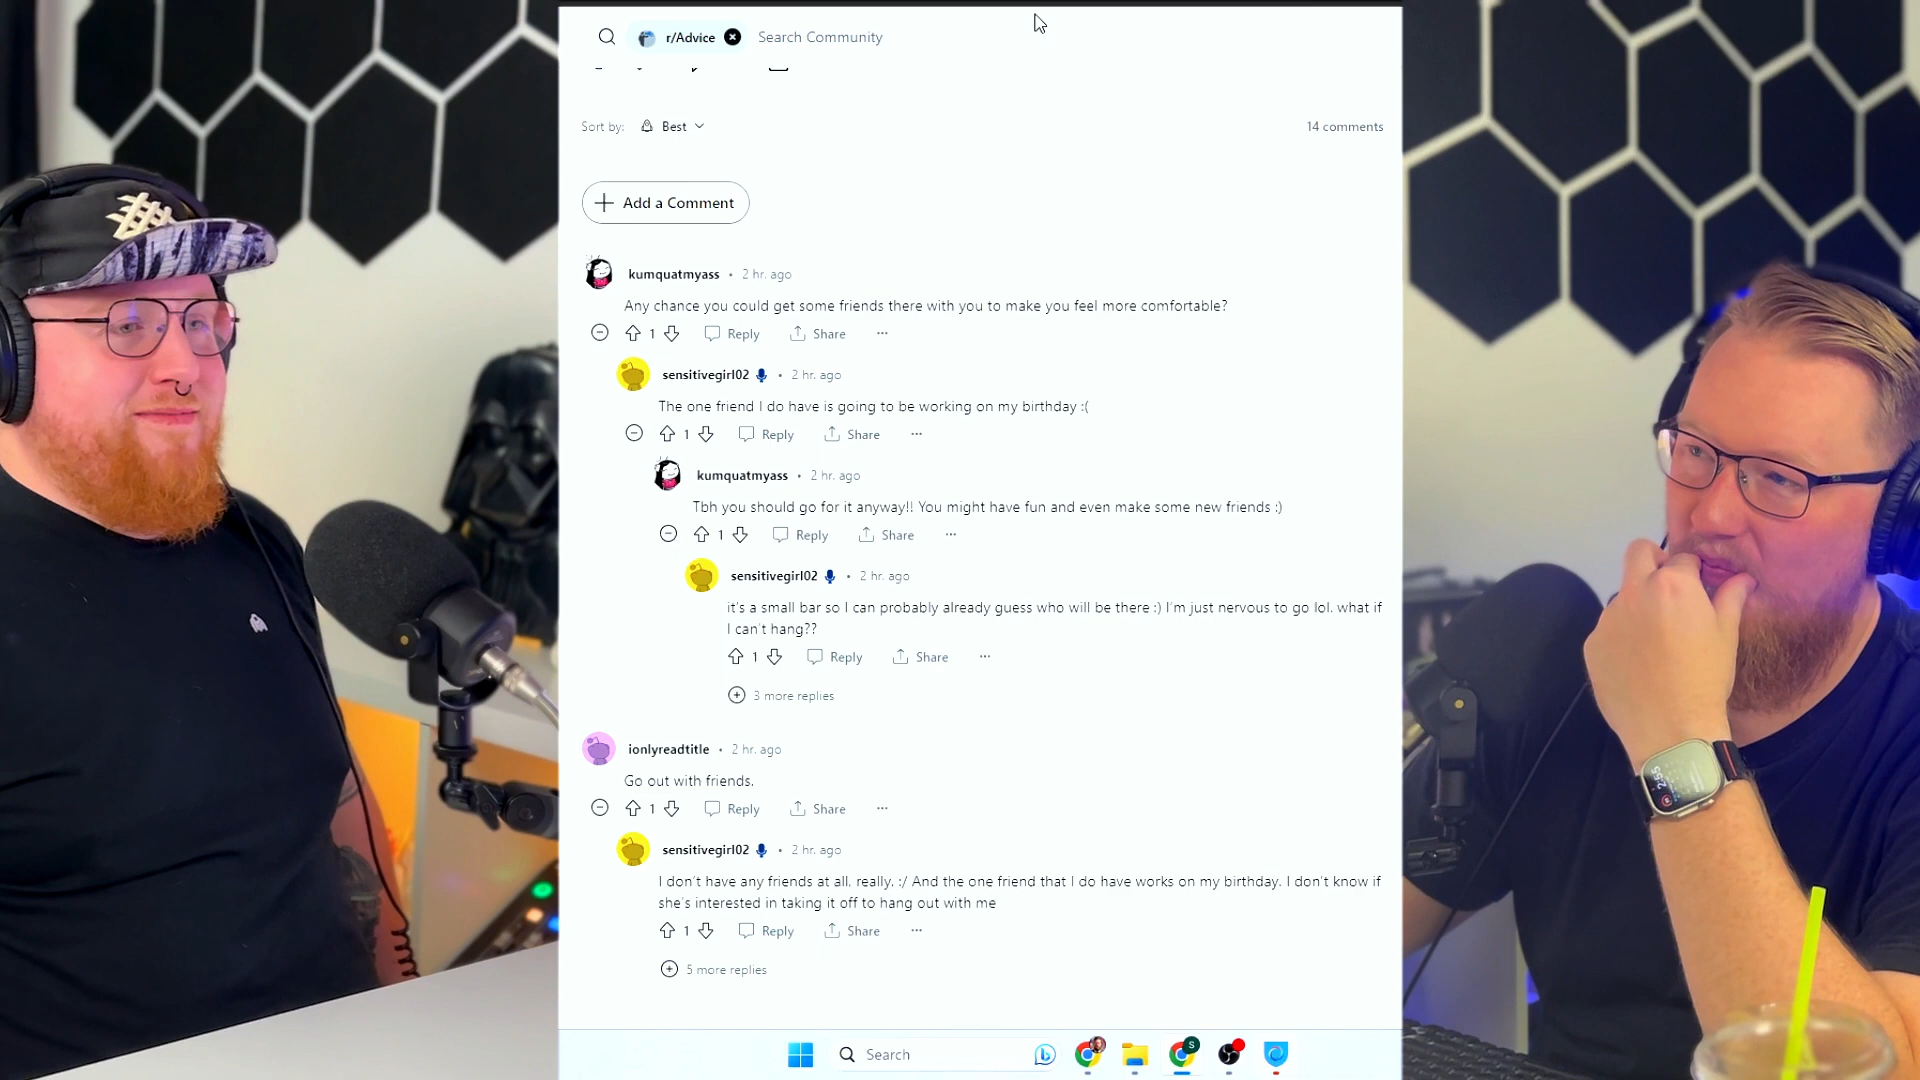 r/Advice Search Community
Sort by: Best 14 comments
Add a Comment
kumquatmyass • 2 hr. ago
Any chance you could get some friends there with you to make you feel more comfortable?
1 Reply Share ...
sensitivegirl02 • 2 hr. ago
The one friend I do have is going to be working on my birthday :(
1 Reply Share ...
kumquatmyass • 2 hr. ago
Tbh you should go for it anyway!! You might have fun and even make some new friends :)
1 Reply Share ...
sensitivegirl02 • 2 hr. ago
it's a small bar so I can probably already guess who will be there :) I'm just nervous to go lol. what if
I can't hang??
1 Reply Share ...
3 more replies
ionlyreadtitle • 2 hr. ago
Go out with friends.
1 Reply Share ...
sensitivegirl02 • 2 hr. ago
I don't have any friends at all, really. :/ And the one friend that I do have works on my birthday. I don't know if
she's interested in taking it off to hang out with me
1 Reply Share ...
5 more replies
Search
S
2:55